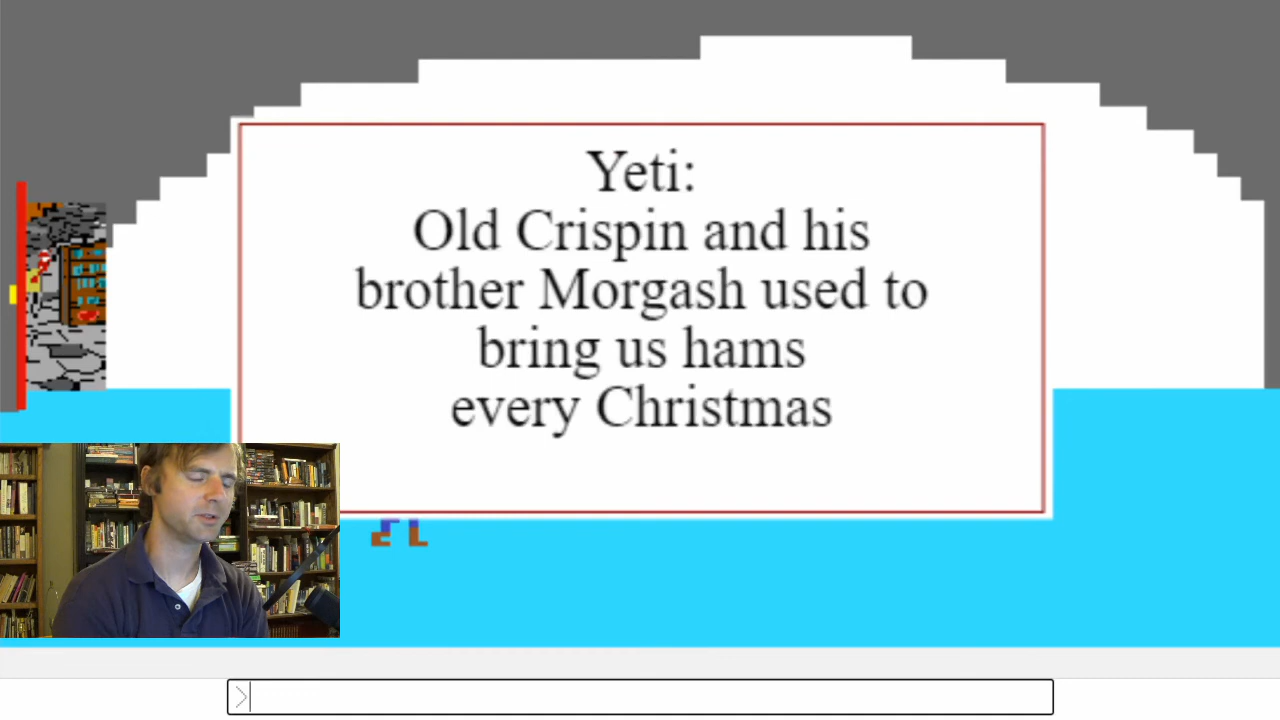 Yeti:
Old Crispin and his
brother Morgash used to
bring us hams
every Christmas
>